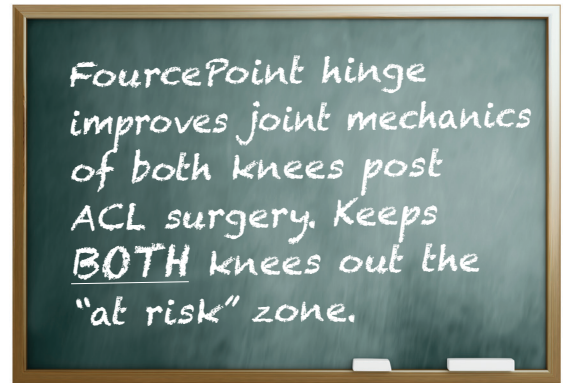 FourcePoint hinge
improves joint mechanics
of both knees post
ACL surgery. Keeps
BOTH knees out the
"at risk" zone.